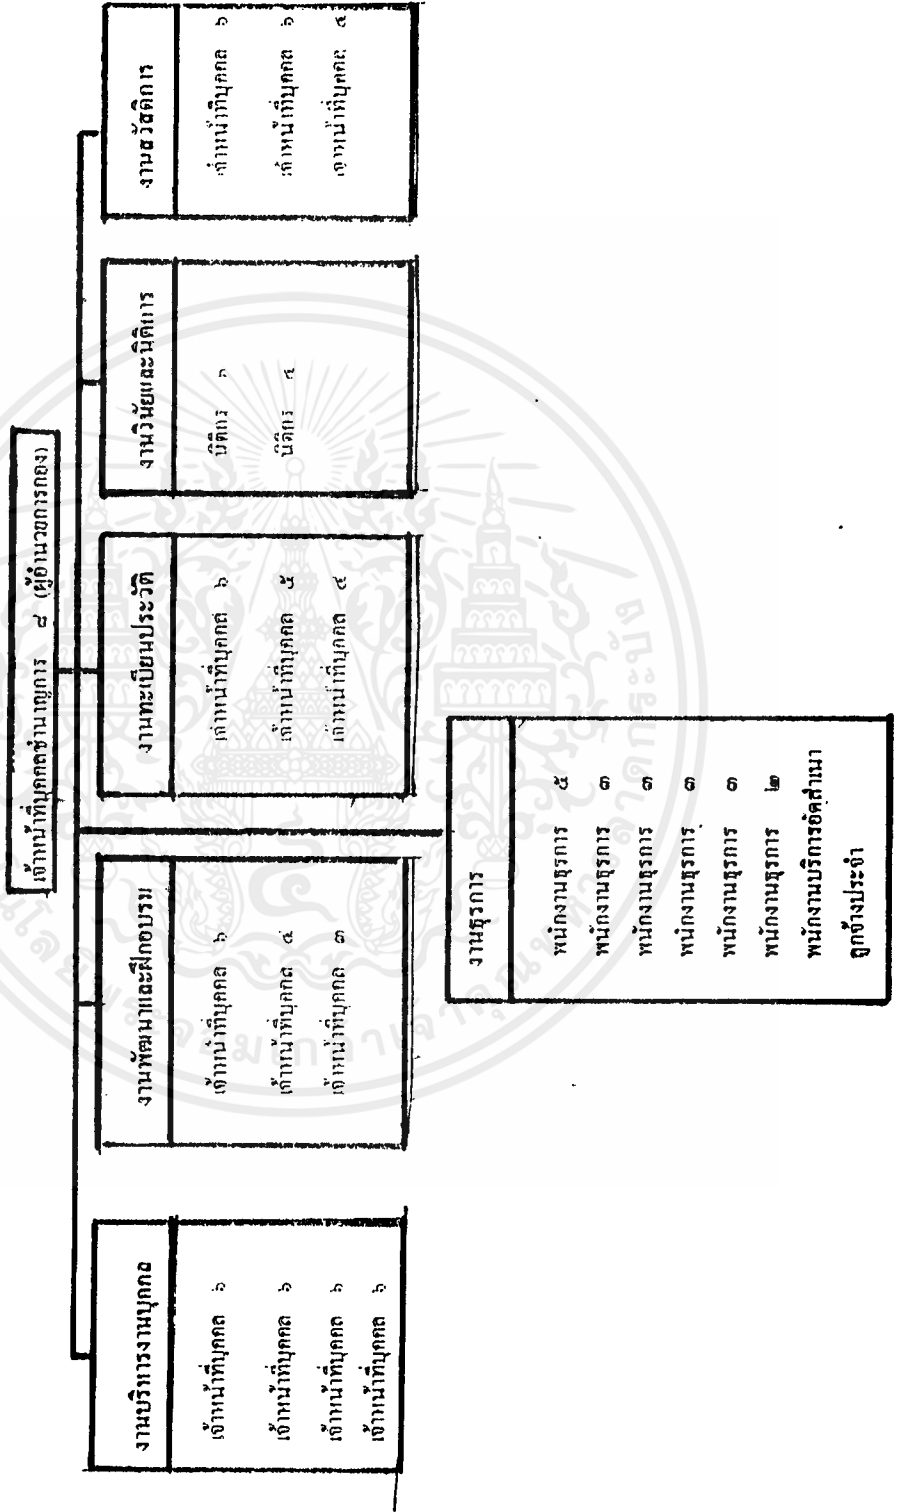 เจ้าหน้าที่บุคคลชำนาญการ ๘ (ผู้อำนวยการกอง)
งานบริหารงานบุคคล
เจ้าหน้าที่บุคคล ๖
เจ้าหน้าที่บุคคล ๖
เจ้าหน้าที่บุคคล ๖
เจ้าหน้าที่บุคคล ๖
งานพัฒนาและฝึกอบรม
เจ้าหน้าที่บุคคล ๖
เจ้าหน้าที่บุคคล ๔
เจ้าหน้าที่บุคคล ๓
งานทะเบียนประวัติ
เจ้าหน้าที่บุคคล ๖
เจ้าหน้าที่บุคคล ๕
เจ้าหน้าที่บุคคล ๔
งานวินัยและนิติการ
นิติกร
นิติกร ๔
งานสวัสดิการ
เจ้าหน้าที่บุคคล ๖
เจ้าหน้าที่บุคคล ๖
เจ้าหน้าที่บุคคล ๔
งานธุรการ
พนักงานธุรการ ๕
พนักงานธุรการ ๓
พนักงานธุรการ ๓
พนักงานธุรการ ๓
พนักงานธุรการ ๓
พนักงานธุรการ ๒
พนักงานบริการอัดสำเนา
ลูกจ้างประจำ